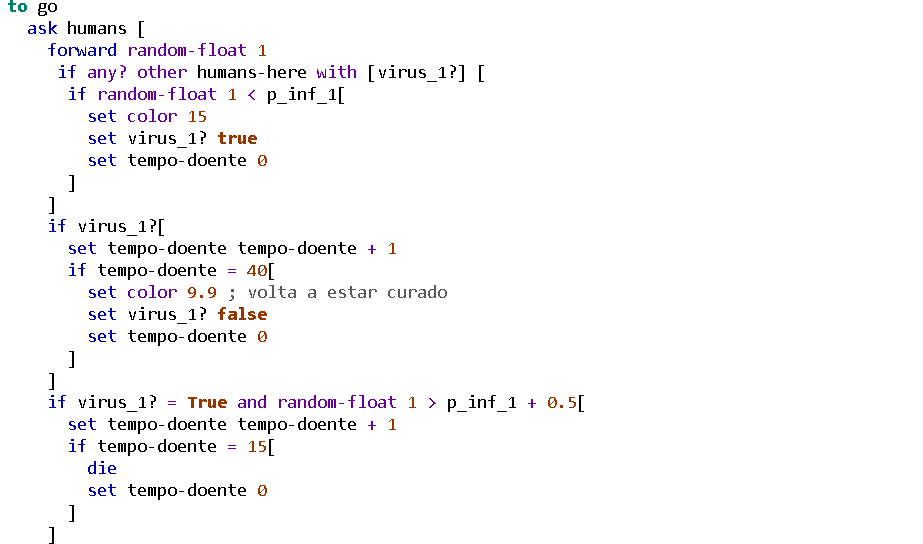 to go
  ask humans [
    forward random-float 1
     if any? other humans-here with [virus_1?] [
      if random-float 1 < p_inf_1[
        set color 15
        set virus_1? true
        set tempo-doente 0
      ]
    ]
    if virus_1?[
      set tempo-doente tempo-doente + 1
      if tempo-doente = 40[
        set color 9.9 ; volta a estar curado
        set virus_1? false
        set tempo-doente 0
      ]
    ]
    if virus_1? = True and random-float 1 > p_inf_1 + 0.5[
      set tempo-doente tempo-doente + 1
      if tempo-doente = 15[
        die
        set tempo-doente 0
      ]
    ]